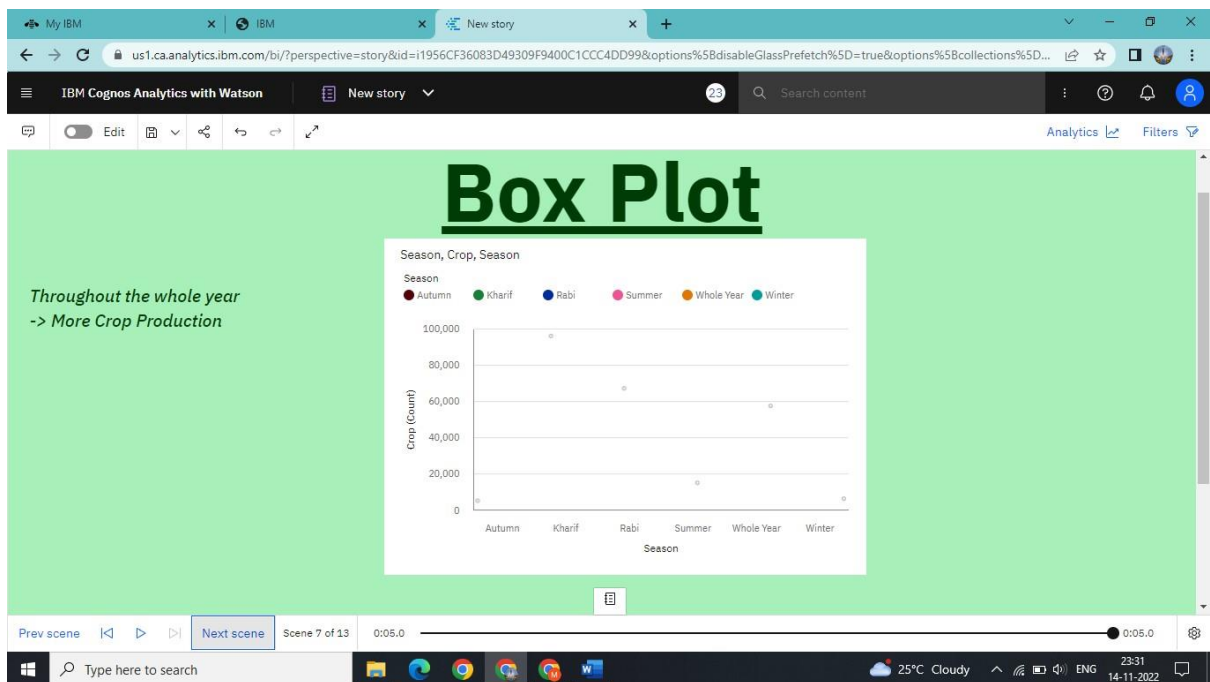 My IBM
IBM
New story
us1.ca.analytics.ibm.com/bi/?perspective=story&id=i1956CF36083D49309F9400C1CCC4DD99&options%5BdisableGlassPrefetch%5D=true&options%5Bcollections%5D...
IBM Cognos Analytics with Watson
New story
23
Search content
Edit
Analytics
Filters
Box Plot
Throughout the whole year
-> More Crop Production
Season, Crop, Season
Season
Autumn Kharif Rabi Summer Whole Year Winter
100,000
80,000
60,000
40,000
20,000
0
Crop (Count)
Autumn Kharif Rabi Summer Whole Year Winter
Season
Prev scene
Next scene
Scene 7 of 13
0:05.0
0:05.0
Type here to search
25°C Cloudy
ENG
23:31
14-11-2022